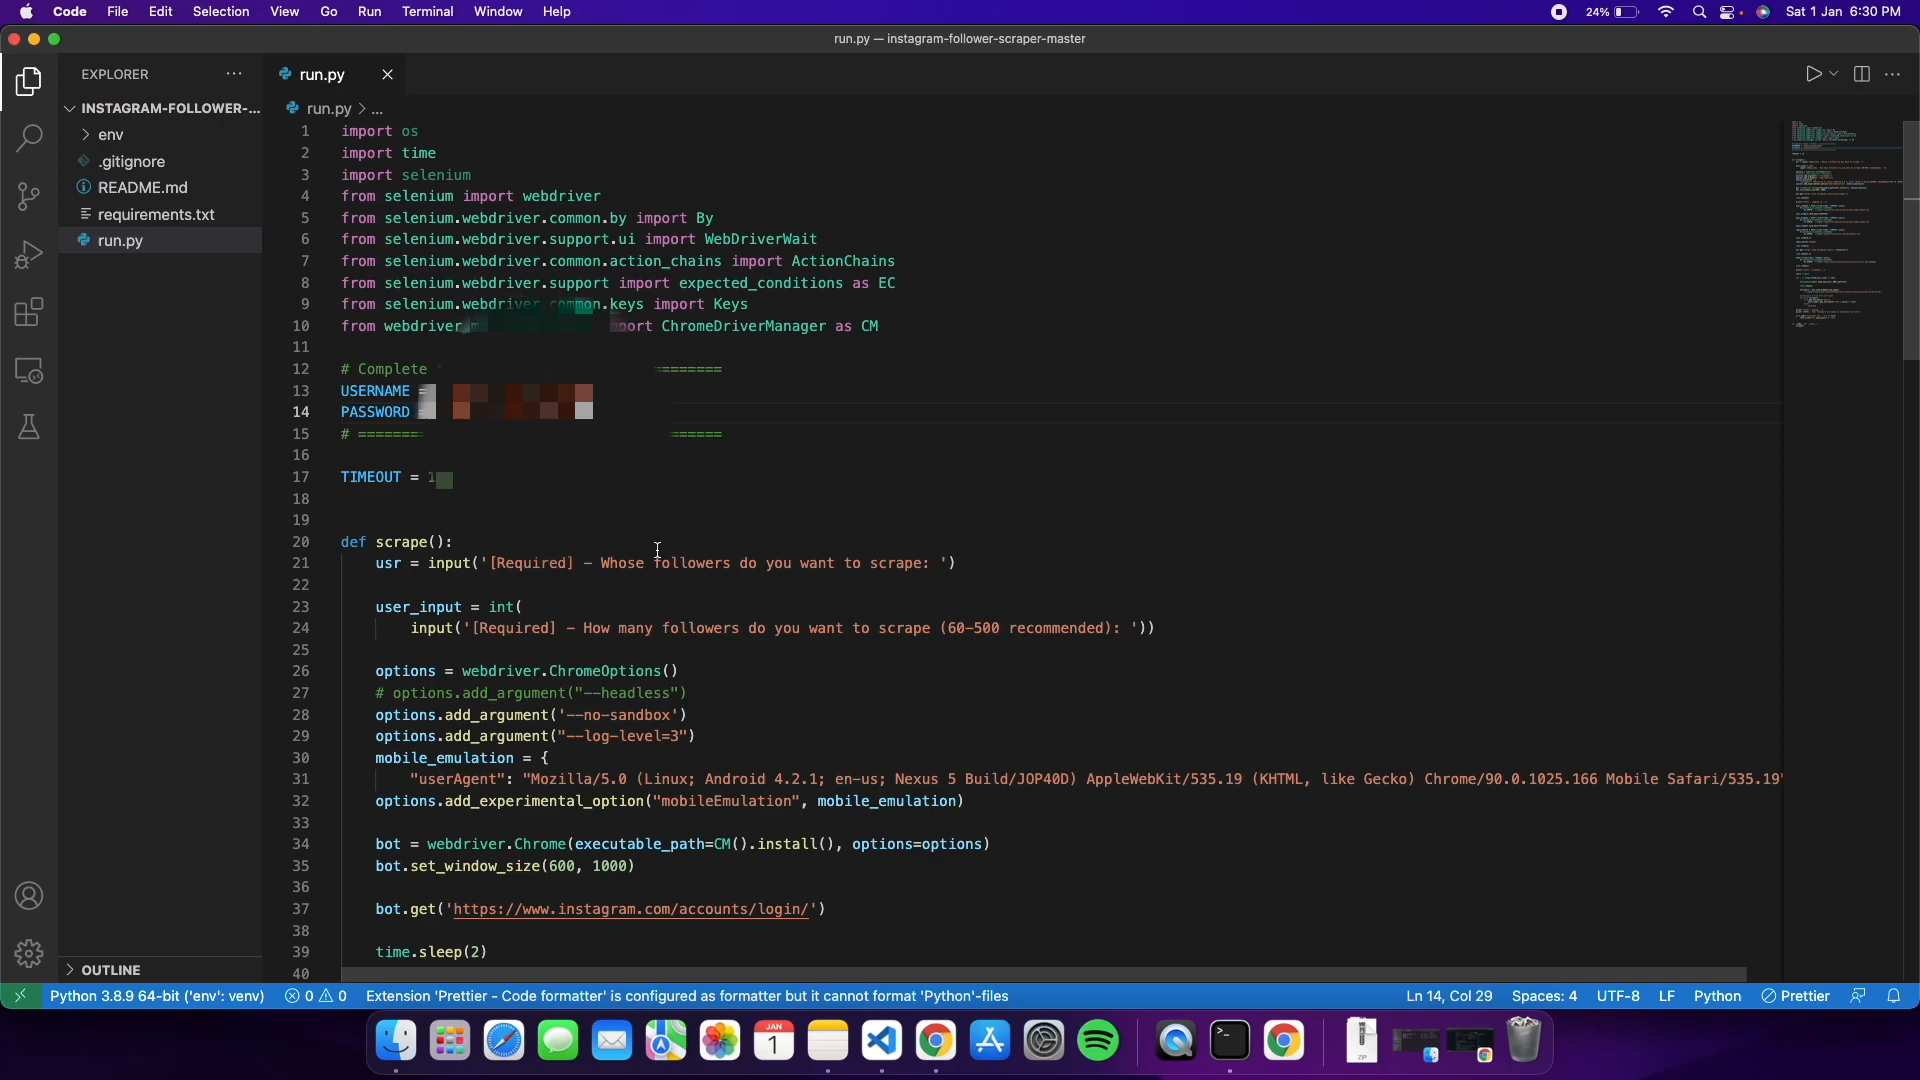 Code File Edit Selection View Go Run Terminal Window Help 24% Sat 1 Jan 6:30 PM
run.py — instagram-follower-scraper-master
EXPLORER
INSTAGRAM-FOLLOWER-...
env
.gitignore
README.md
requirements.txt
run.py
OUTLINE
run.py
run.py > ...
1 import os
2 import time
3 import selenium
4 from selenium import webdriver
5 from selenium.webdriver.common.by import By
6 from selenium.webdriver.support.ui import WebDriverWait
7 from selenium.webdriver.common.action_chains import ActionChains
8 from selenium.webdriver.support import expected_conditions as EC
9 from selenium.webdriver.common.keys import Keys
10 from webdriver ChromeDriverManager as CM
11
12 # Complete ========
13 USERNAME =
14 PASSWORD
15 # ======== ======
16
17 TIMEOUT =
18
19
20 def scrape():
21 usr = input('[Required] - Whose followers do you want to scrape: ')
22
23 user_input = int(
24 input('[Required] - How many followers do you want to scrape (60-500 recommended): '))
25
26 options = webdriver.ChromeOptions()
27 # options.add_argument("--headless")
28 options.add_argument('--no-sandbox')
29 options.add_argument("--log-level=3")
30 mobile_emulation = {
31 "userAgent": "Mozilla/5.0 (Linux; Android 4.2.1; en-us; Nexus 5 Build/JOP40D) AppleWebKit/535.19 (KHTML, like Gecko) Chrome/90.0.1025.166 Mobile Safari/535.19"
32 options.add_experimental_option("mobileEmulation", mobile_emulation)
33
34 bot = webdriver.Chrome(executable_path=CM().install(), options=options)
35 bot.set_window_size(600, 1000)
36
37 bot.get('https://www.instagram.com/accounts/login/')
38
39 time.sleep(2)
40
Python 3.8.9 64-bit ('env': venv) 0 0 Extension 'Prettier - Code formatter' is configured as formatter but it cannot format 'Python'-files Ln 14, Col 29 Spaces: 4 UTF-8 LF Python Prettier
JAN
1
ZIP